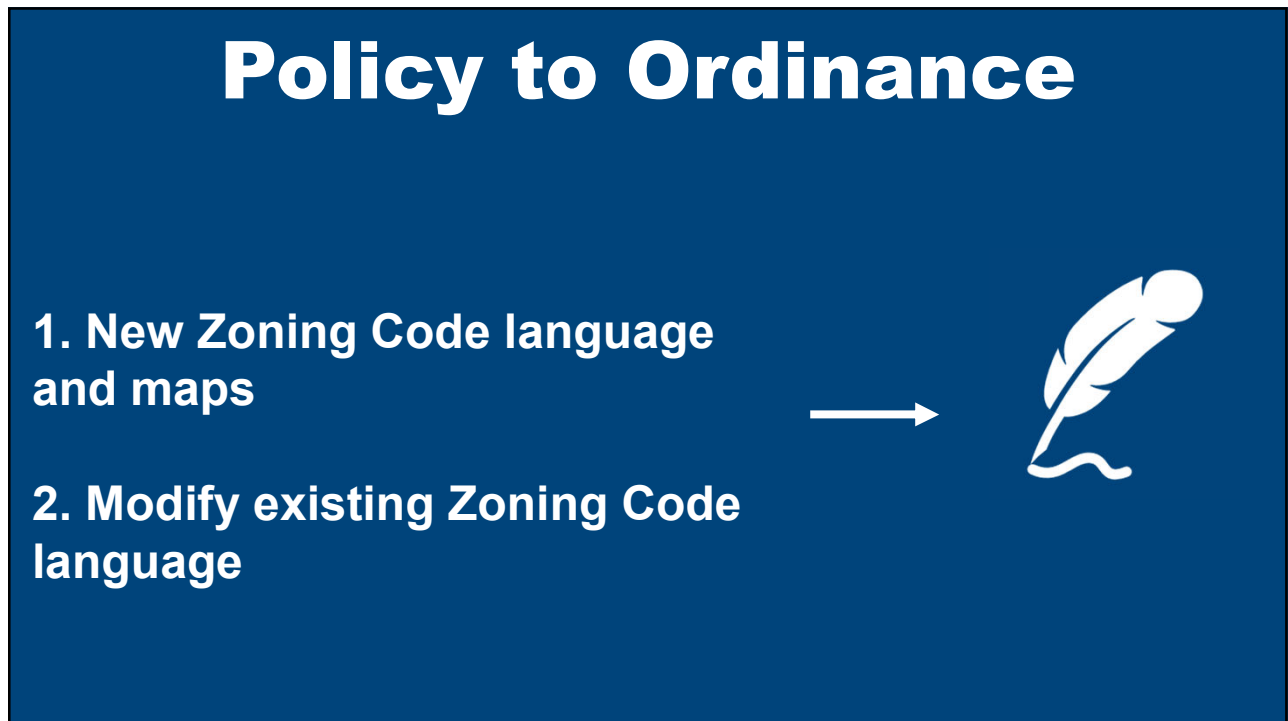 Policy to Ordinance
1. New Zoning Code language
and maps
2. Modify existing Zoning Code
language